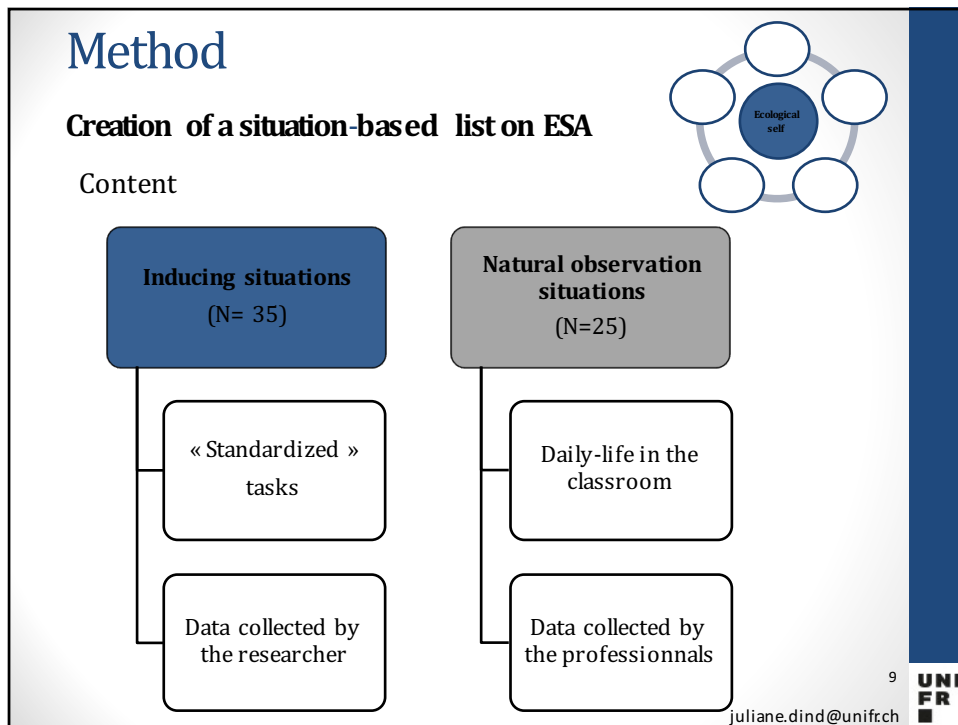 Method
Ecological
self
Creation of a situation-based list on ESA
Content
Inducing situations
(N= 35)
« Standardized »
tasks
Data collected by
the researcher
Natural observation
situations
(N=25)
Daily-life in the
classroom
Data collected by
the professionnals
9
juliane.dind@unifr.ch
UNI
FR